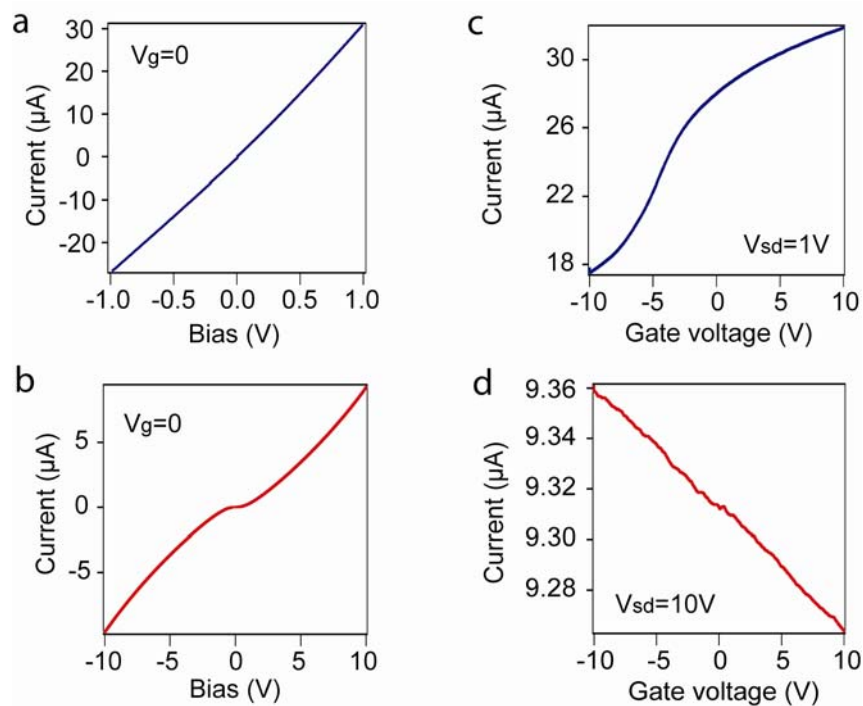 a
Vg=0
Current (µA)
30
20
10
0
-10
-20
-1.0
-0.5
0.0
0.5
1.0
Bias (V)
c
Vsd=1V
Current (µA)
30
26
22
18
-10
-5
0
5
10
Gate voltage (V)
b
Vg=0
Current (µA)
5
0
-5
-10
-5
0
5
10
Bias (V)
d
Vsd=10V
Current (µA)
9.36
9.34
9.31
9.30
9.28
-10
-5
0
5
10
Gate voltage (V)